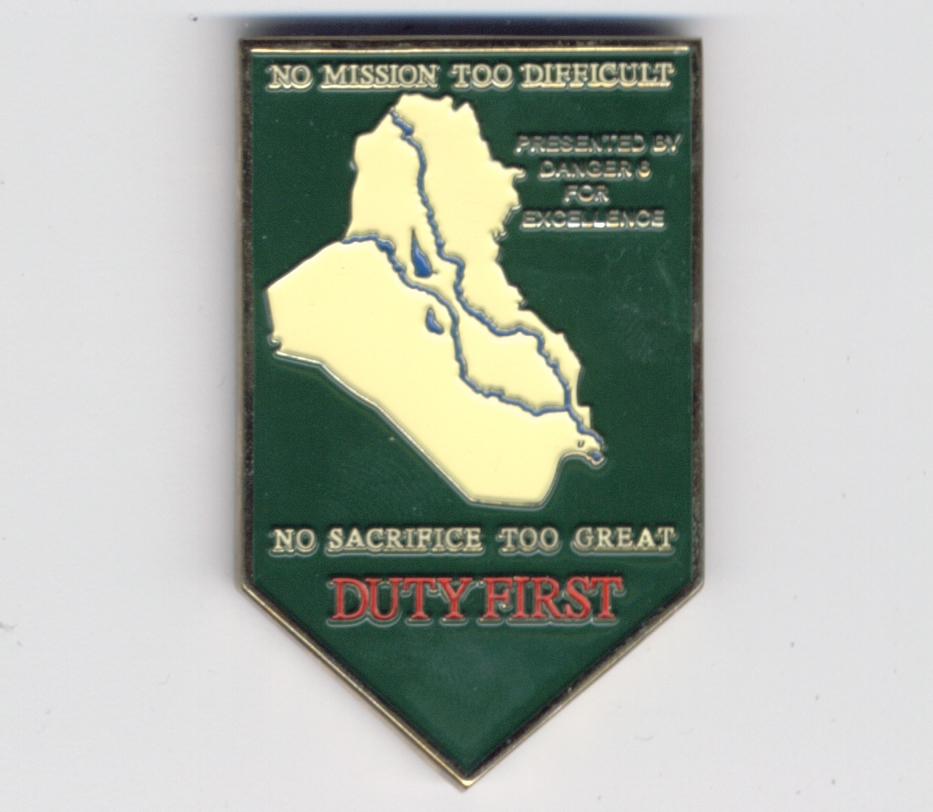 NO MISSION TOO DIFFICULT
PRESENTED BY
DANGER 6
FOR
EXCELLENCE
NO SACRIFICE TOO GREAT
DUTY FIRST